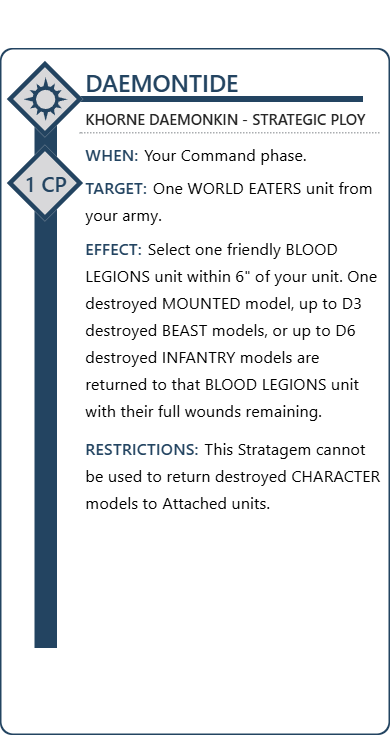 DAEMONTIDE
KHORNE DAEMONKIN - STRATEGIC PLOY
1 CP
WHEN: Your Command phase.
TARGET: One WORLD EATERS unit from
your army.
EFFECT: Select one friendly BLOOD
LEGIONS unit within 6" of your unit. One
destroyed MOUNTED model, up to D3
destroyed BEAST models, or up to D6
destroyed INFANTRY models are
returned to that BLOOD LEGIONS unit
with their full wounds remaining.
RESTRICTIONS: This Stratagem cannot
be used to return destroyed CHARACTER
models to Attached units.